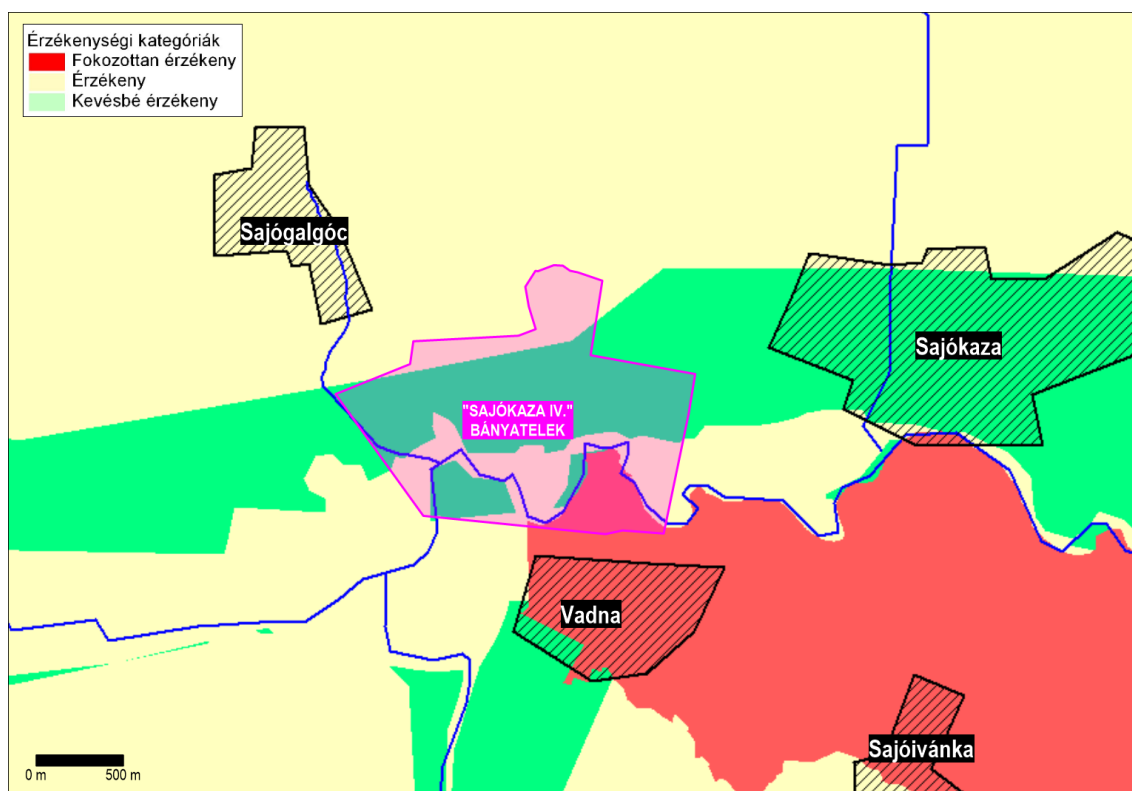 Érzékenységi kategóriák
Fokozottan érzékeny
Érzékeny
Kevésbé érzékeny
Sajógalgóc
Sajókaza
"SAJÓKAZA IV."
BÁNYATELEK
Vadna
Sajóivánka
0 m 500 m